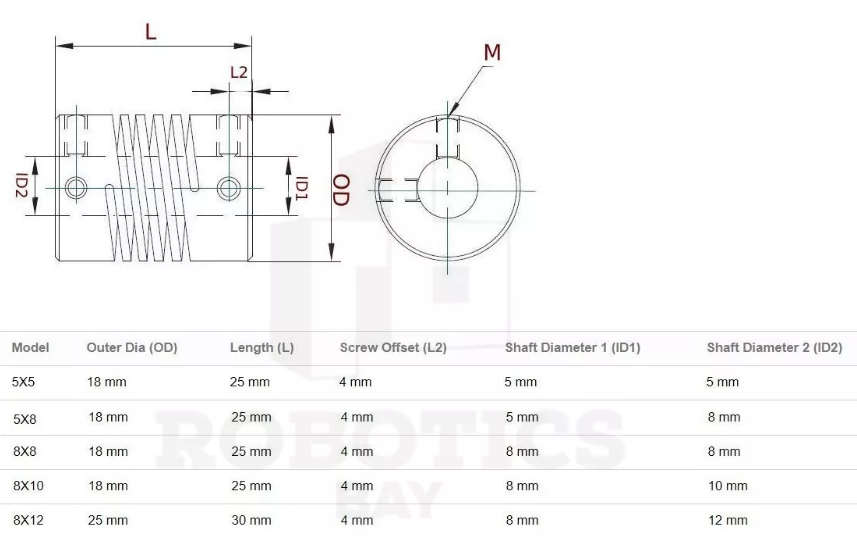 L
L2
M
ID2
ID1
OD
Model Outer Dia (OD) Length (L) Screw Offset (L2) Shaft Diameter 1 (ID1) Shaft Diameter 2 (ID2)
5X5 18 mm 25 mm 4 mm 5 mm 5 mm
5X8 18 mm 25 mm 4 mm 5 mm 8 mm
8X8 18 mm 25 mm 4 mm 8 mm 8 mm
8X10 18 mm 25 mm 4 mm 8 mm 10 mm
8X12 25 mm 30 mm 4 mm 8 mm 12 mm
ROBOTICS
BAY